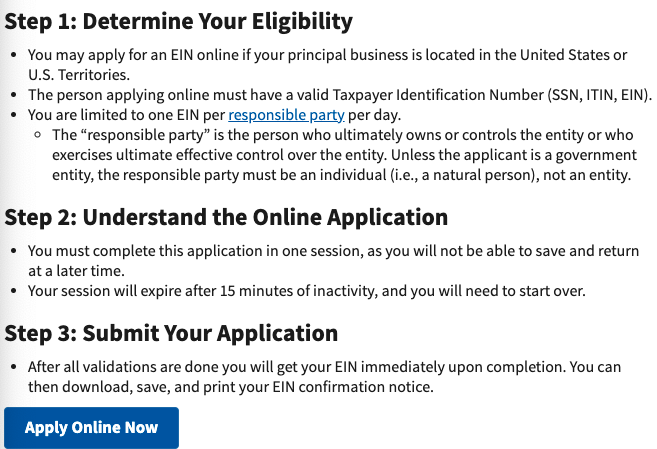 Step 1: Determine Your Eligibility
• You may apply for an EIN online if your principal business is located in the United States or
U.S. Territories.
• The person applying online must have a valid Taxpayer Identification Number (SSN, ITIN, EIN).
• You are limited to one EIN per responsible party per day.
○ The “responsible party” is the person who ultimately owns or controls the entity or who
exercises ultimate effective control over the entity. Unless the applicant is a government
entity, the responsible party must be an individual (i.e., a natural person), not an entity.
Step 2: Understand the Online Application
• You must complete this application in one session, as you will not be able to save and return
at a later time.
• Your session will expire after 15 minutes of inactivity, and you will need to start over.
Step 3: Submit Your Application
• After all validations are done you will get your EIN immediately upon completion. You can
then download, save, and print your EIN confirmation notice.
Apply Online Now